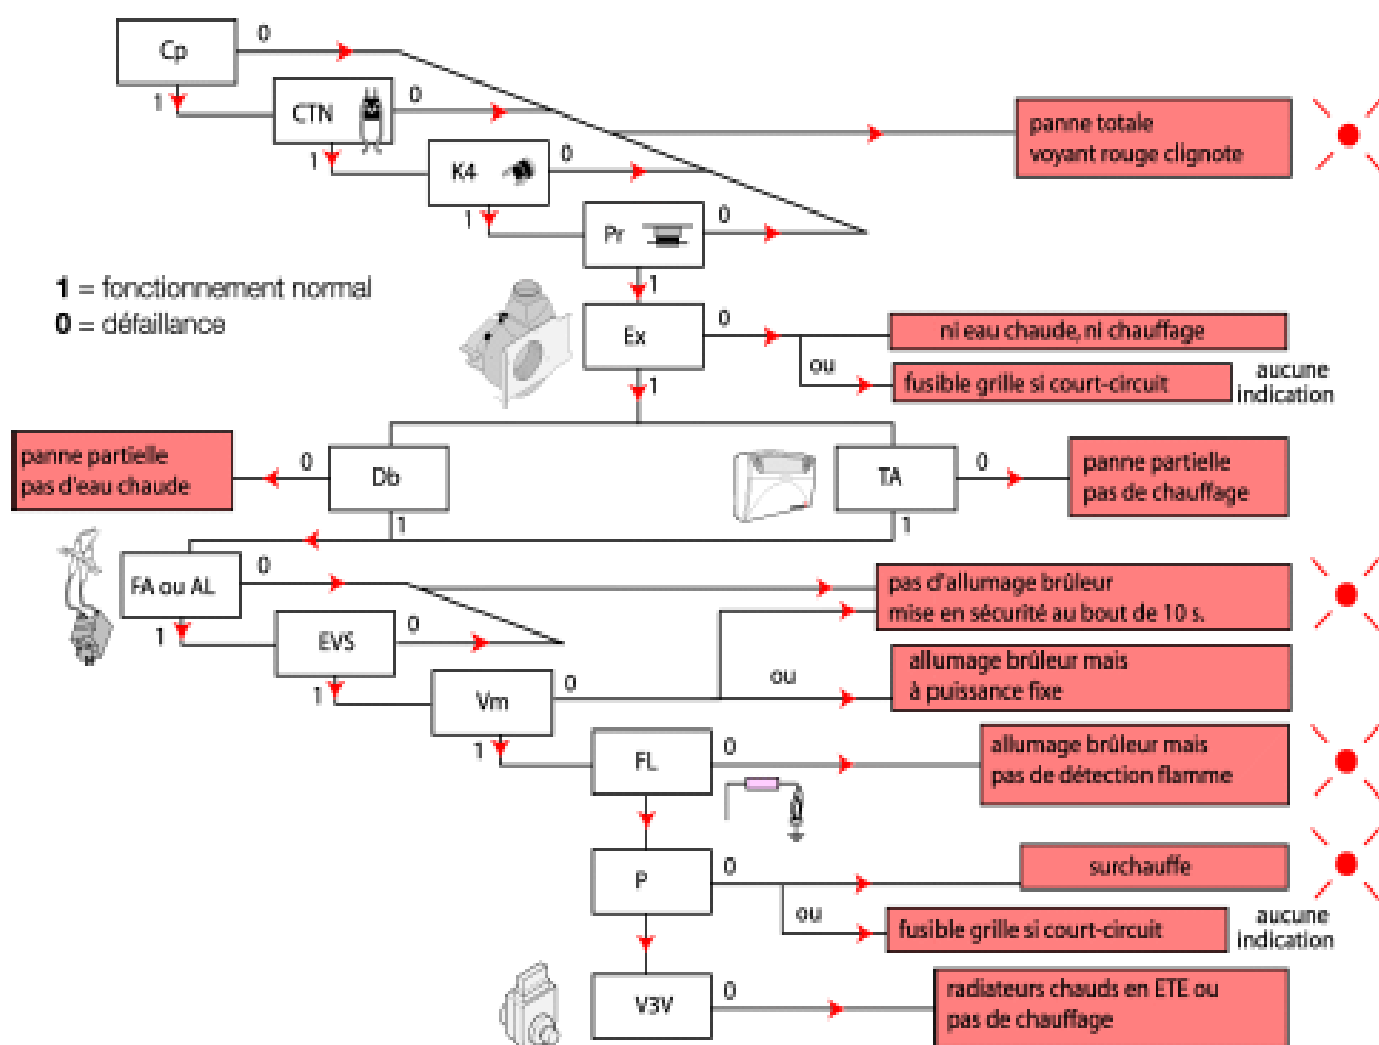 Cp
0
1
CTN
0
panne totale
voyant rouge clignote
1
K4
0
1
Pr
0
1 = fonctionnement normal
0 = défaillance
1
Ex
0
ni eau chaude, ni chauffage
ou
fusible grille si court-circuit
aucune
indication
1
panne partielle
pas d'eau chaude
0
Db
TA
0
panne partielle
pas de chauffage
1
1
FA ou AL
0
pas d'allumage brûleur
mise en sécurité au bout de 10 s.
1
EVS
0
allumage brûleur mais
à puissance fixe
ou
1
Vm
0
1
FL
0
allumage brûleur mais
pas de détection flamme
P
0
surchauffe
ou
fusible grille si court-circuit
aucune
indication
V3V
0
radiateurs chauds en ETE ou
pas de chauffage